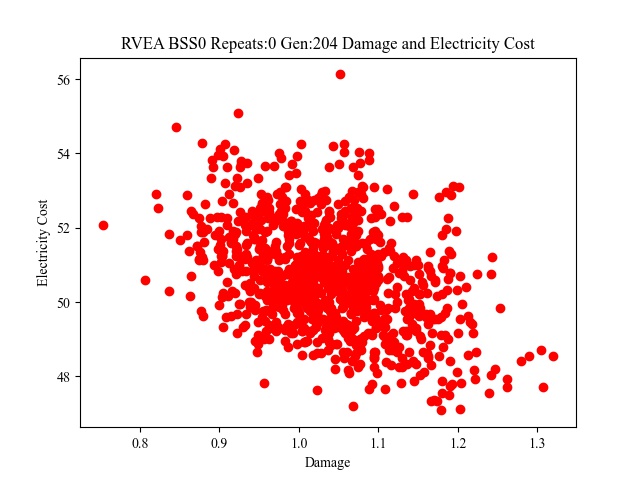 RVEA BSS0 Repeats:0 Gen:204 Damage and Electricity Cost
56
54
52
50
48
Electricity Cost
0.8 0.9 1.0 1.1 1.2 1.3
Damage